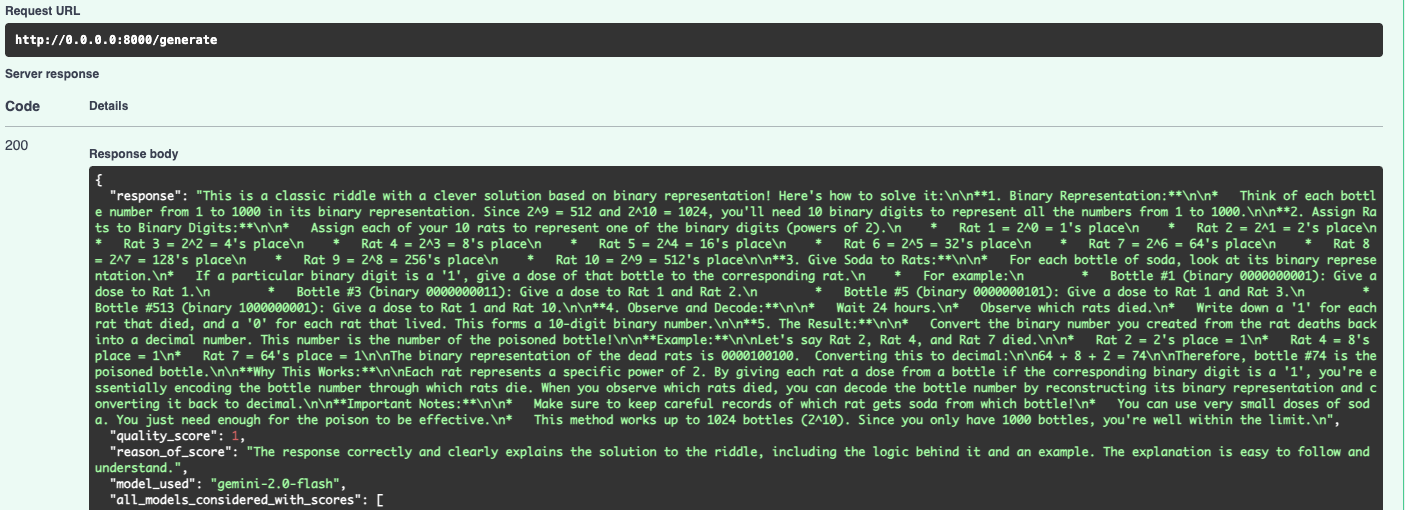 Request URL
http://0.0.0.0:8000/generate
Server response
Code Details
200
Response body
{
"response": "This is a classic riddle with a clever solution based on binary representation! Here's how to solve it:\n\n**1. Binary Representation:**\n\n*   Think of each bottl
e number from 1 to 1000 in its binary representation. Since 2^9 = 512 and 2^10 = 1024, you'll need 10 binary digits to represent all the numbers from 1 to 1000.\n\n**2. Assign Ra
ts to Binary Digits:**\n\n*   Assign each of your 10 rats to represent one of the binary digits (powers of 2).\n    *   Rat 1 = 2^0 = 1's place\n    *   Rat 2 = 2^1 = 2's place\n
*   Rat 3 = 2^2 = 4's place\n    *   Rat 4 = 2^3 = 8's place\n    *   Rat 5 = 2^4 = 16's place\n    *   Rat 6 = 2^5 = 32's place\n    *   Rat 7 = 2^6 = 64's place\n    *   Rat 8
= 2^7 = 128's place\n    *   Rat 9 = 2^8 = 256's place\n    *   Rat 10 = 2^9 = 512's place\n\n**3. Give Soda to Rats:**\n\n*   For each bottle of soda, look at its binary represe
ntation.\n*   If a particular binary digit is a '1', give a dose of that bottle to the corresponding rat.\n    *   For example:\n        *   Bottle #1 (binary 0000000001): Give a
dose to Rat 1.\n        *   Bottle #3 (binary 0000000011): Give a dose to Rat 1 and Rat 2.\n        *   Bottle #5 (binary 0000000101): Give a dose to Rat 1 and Rat 3.\n        *
Bottle #513 (binary 1000000001): Give a dose to Rat 1 and Rat 10.\n\n**4. Observe and Decode:**\n\n*   Wait 24 hours.\n*   Observe which rats died.\n*   Write down a '1' for each
rat that died, and a '0' for each rat that lived. This forms a 10-digit binary number.\n\n**5. The Result:**\n\n*   Convert the binary number you created from the rat deaths back
into a decimal number. This number is the number of the poisoned bottle!\n\n**Example:**\n\nLet's say Rat 2, Rat 4, and Rat 7 died.\n\n*   Rat 2 = 2's place = 1\n*   Rat 4 = 8's
place = 1\n*   Rat 7 = 64's place = 1\n\nThe binary representation of the dead rats is 0000100100.  Converting this to decimal:\n\n64 + 8 + 2 = 74\n\nTherefore, bottle #74 is the
poisoned bottle.\n\n**Why This Works:**\n\nEach rat represents a specific power of 2. By giving each rat a dose from a bottle if the corresponding binary digit is a '1', you're e
ssentially encoding the bottle number through which rats die. When you observe which rats died, you can decode the bottle number by reconstructing its binary representation and c
onverting it back to decimal.\n\n**Important Notes:**\n\n*   Make sure to keep careful records of which rat gets soda from which bottle!\n*   You can use very small doses of sod
a. You just need enough for the poison to be effective.\n*   This method works up to 1024 bottles (2^10). Since you only have 1000 bottles, you're well within the limit.\n",
"quality_score": 1,
"reason_of_score": "The response correctly and clearly explains the solution to the riddle, including the logic behind it and an example. The explanation is easy to follow and
understand.",
"model_used": "gemini-2.0-flash",
"all_models_considered_with_scores": [